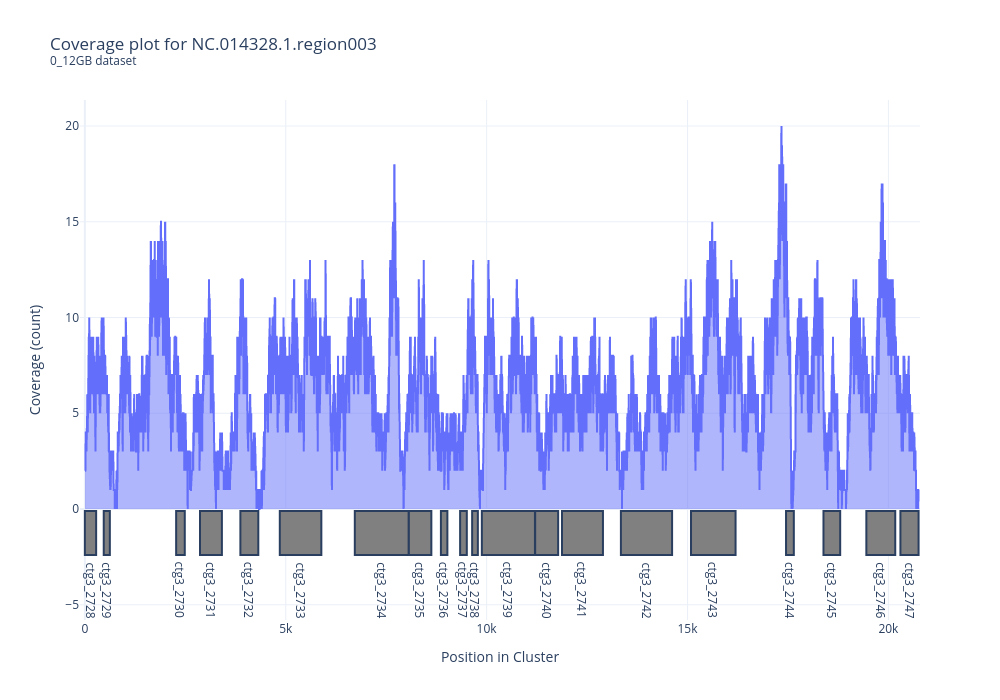 Coverage plot for NC.014328.1.region003
0_12GB dataset
20
15
10
5
0
−5
Coverage (count)
ctg3_2728
ctg3_2729
ctg3_2730
ctg3_2731
ctg3_2732
ctg3_2733
ctg3_2734
ctg3_2735
ctg3_2736
ctg3_2737
ctg3_2738
ctg3_2739
ctg3_2740
ctg3_2741
ctg3_2742
ctg3_2743
ctg3_2744
ctg3_2745
ctg3_2746
ctg3_2747
0 5k 10k 15k 20k
Position in Cluster